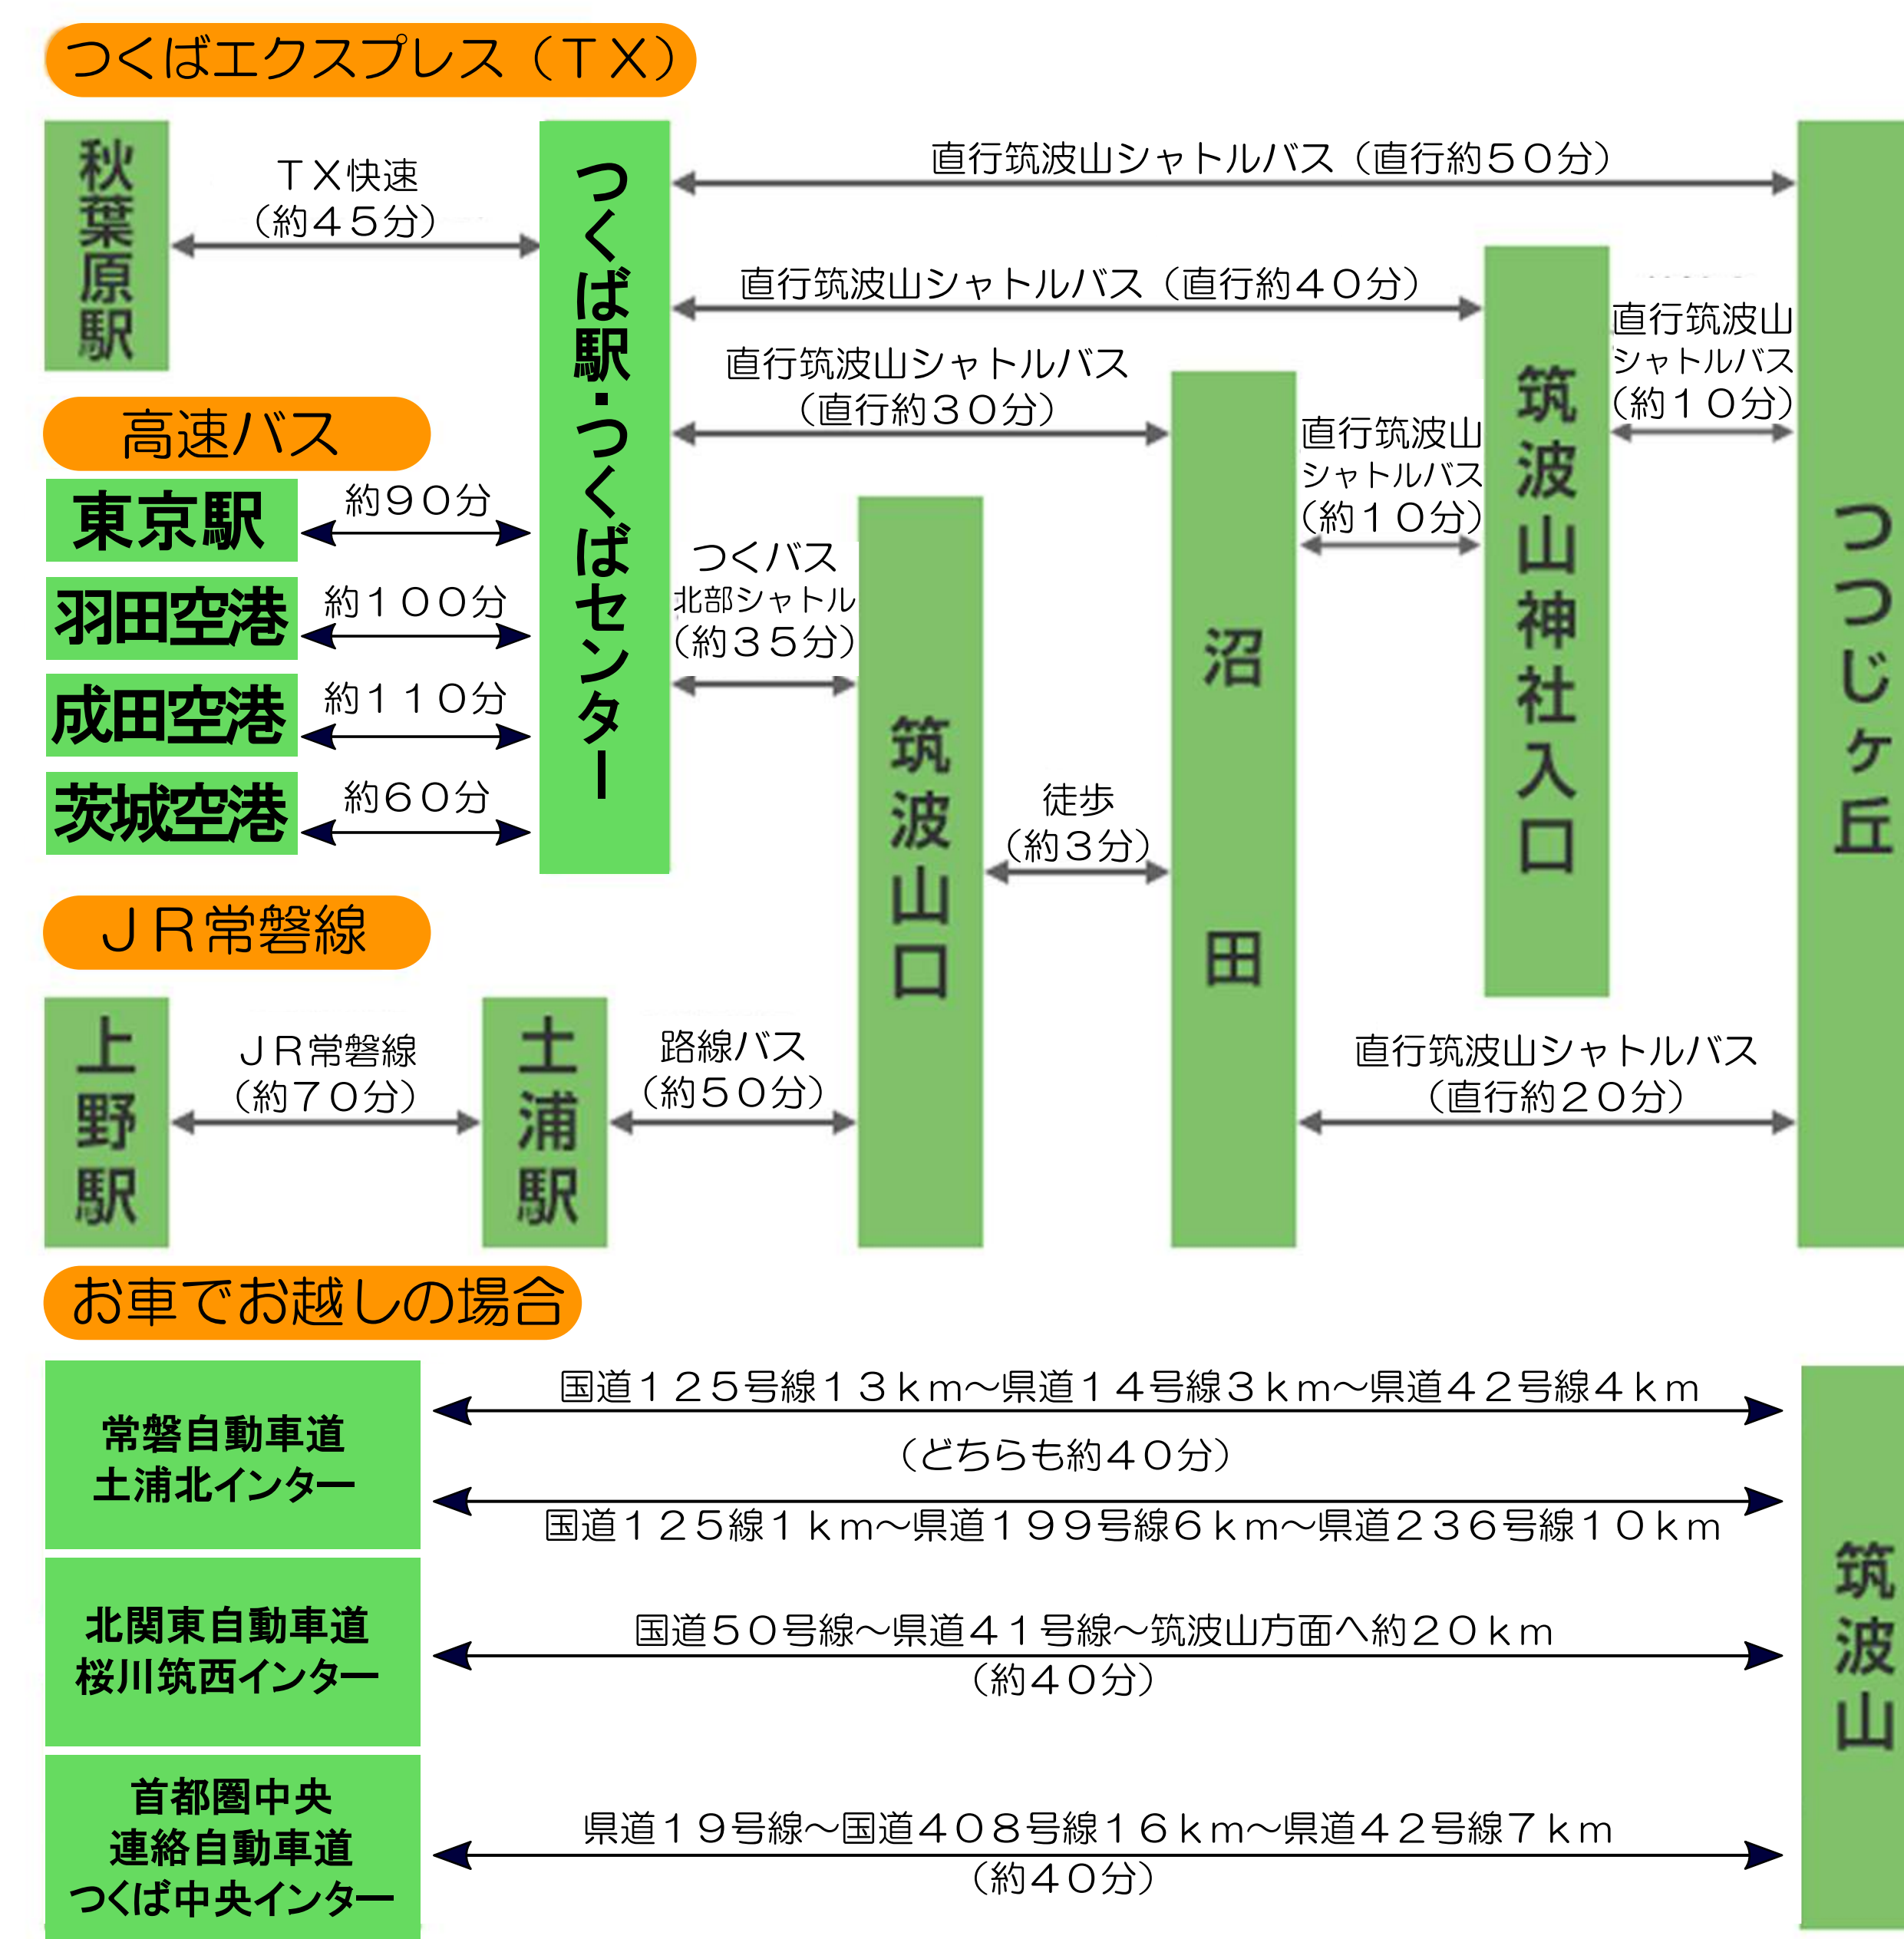 つくばエクスプレス（ＴＸ）
秋葉原駅
ＴＸ快速
（約４５分）
つくば駅・つくばセンター
直行筑波山シャトルバス（直行約５０分）
直行筑波山シャトルバス（直行約４０分）
直行筑波山シャトルバス
（直行約３０分）
直行筑波山
シャトルバス
（約１０分）
直行筑波山
シャトルバス
（約１０分）
筑波山神社入口
つつじヶ丘
高速バス
東京駅
約９０分
羽田空港
約１００分
成田空港
約１１０分
茨城空港
約６０分
つくバス
北部シャトル
（約３５分）
筑波山口
徒歩
（約３分）
沼田
ＪＲ常磐線
上野駅
ＪＲ常磐線
（約７０分）
土浦駅
路線バス
（約５０分）
直行筑波山シャトルバス
（直行約２０分）
お車でお越しの場合
常磐自動車道
土浦北インター
国道１２５号線１３ｋｍ～県道１４号線３ｋｍ～県道４２号線４ｋｍ
（どちらも約４０分）
国道１２５線１ｋｍ～県道１９９号線６ｋｍ～県道２３６号線１０ｋｍ
北関東自動車道
桜川筑西インター
国道５０号線～県道４１号線～筑波山方面へ約２０ｋｍ
（約４０分）
首都圏中央
連絡自動車道
つくば中央インター
県道１９号線～国道４０８号線１６ｋｍ～県道４２号線７ｋｍ
（約４０分）
筑波山